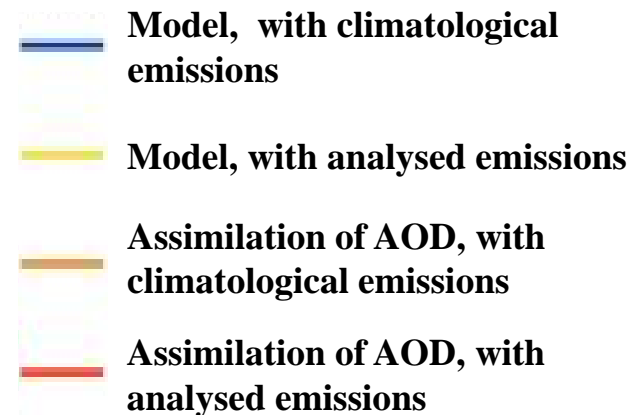 Model, with climatological
emissions
Model, with analysed emissions
Assimilation of AOD, with
climatological emissions
Assimilation of AOD, with
analysed emissions